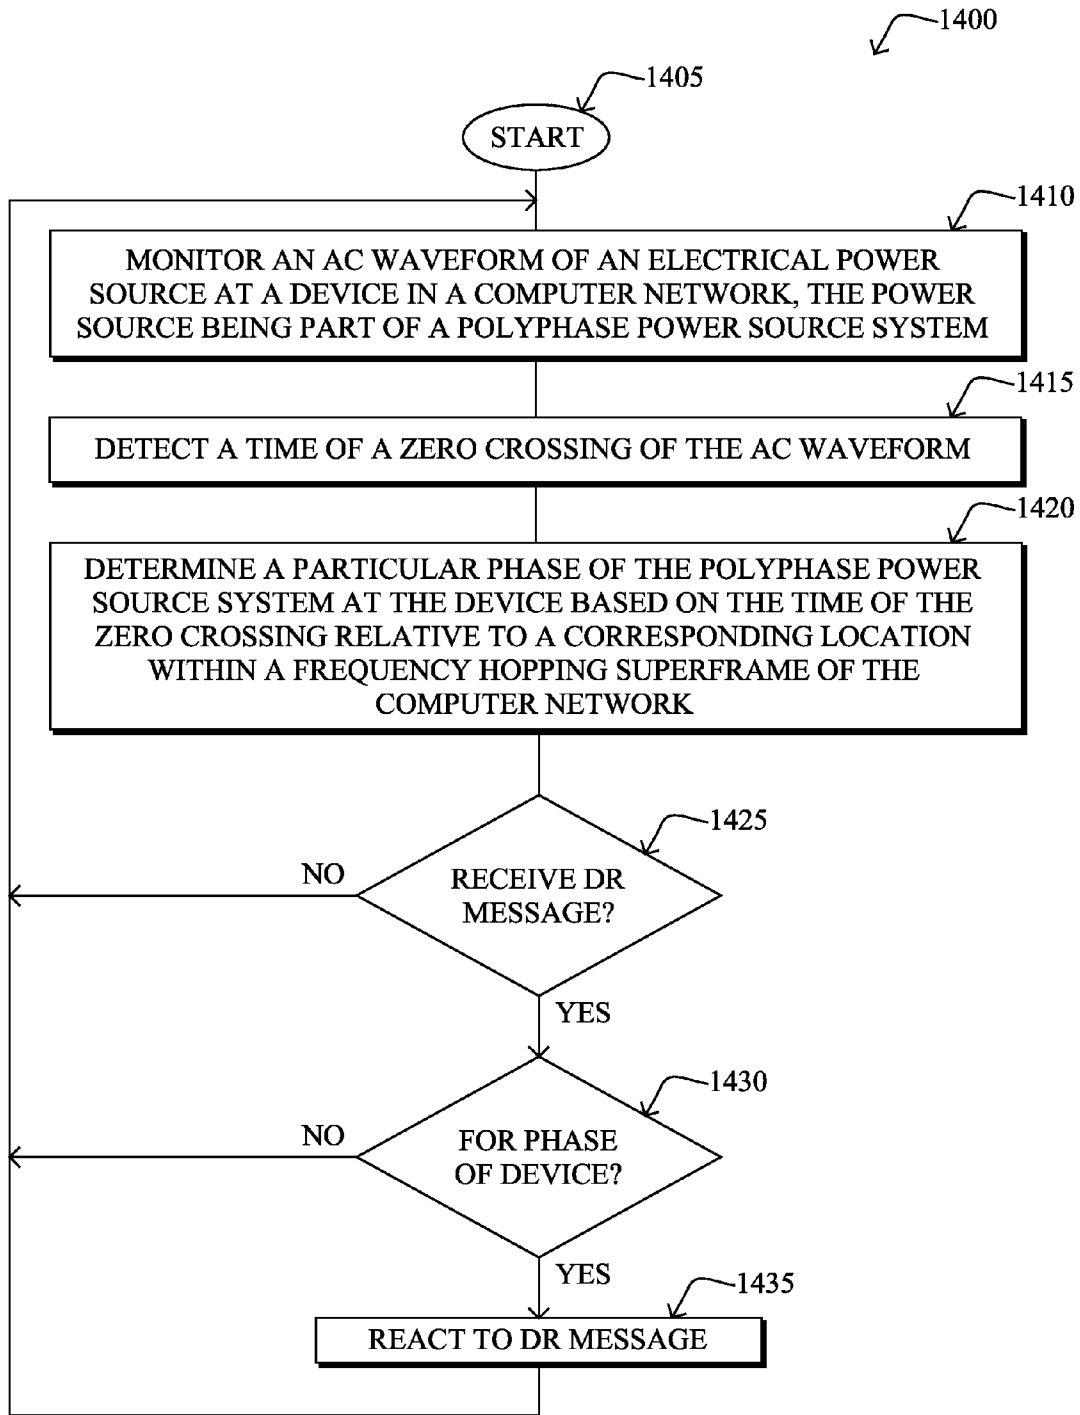 1400
1405
START
1410
MONITOR AN AC WAVEFORM OF AN ELECTRICAL POWER
SOURCE AT A DEVICE IN A COMPUTER NETWORK, THE POWER
SOURCE BEING PART OF A POLYPHASE POWER SOURCE SYSTEM
1415
DETECT A TIME OF A ZERO CROSSING OF THE AC WAVEFORM
1420
DETERMINE A PARTICULAR PHASE OF THE POLYPHASE POWER
SOURCE SYSTEM AT THE DEVICE BASED ON THE TIME OF THE
ZERO CROSSING RELATIVE TO A CORRESPONDING LOCATION
WITHIN A FREQUENCY HOPPING SUPERFRAME OF THE
COMPUTER NETWORK
1425
NO
RECEIVE DR
MESSAGE?
YES
1430
NO
FOR PHASE
OF DEVICE?
YES
1435
REACT TO DR MESSAGE